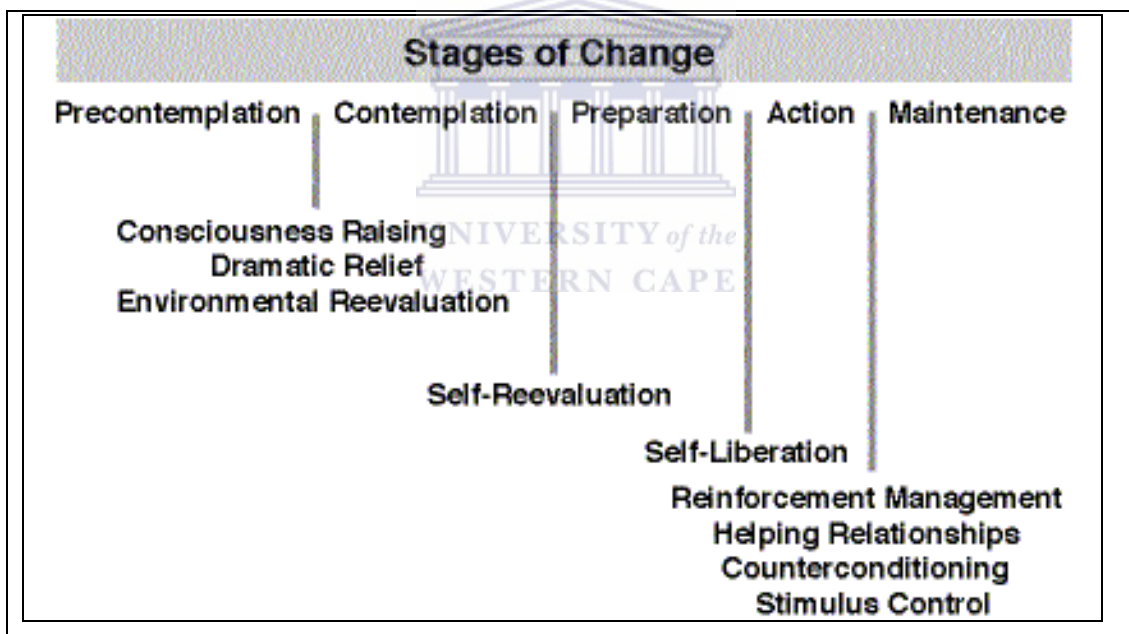 Stages of Change
Precontemplation Contemplation Preparation Action Maintenance
Consciousness Raising
Dramatic Relief
Environmental Reevaluation
UNIVERSITY of the
WESTERN CAPE
Self-Reevaluation
Self-Liberation
Reinforcement Management
Helping Relationships
Counterconditioning
Stimulus Control